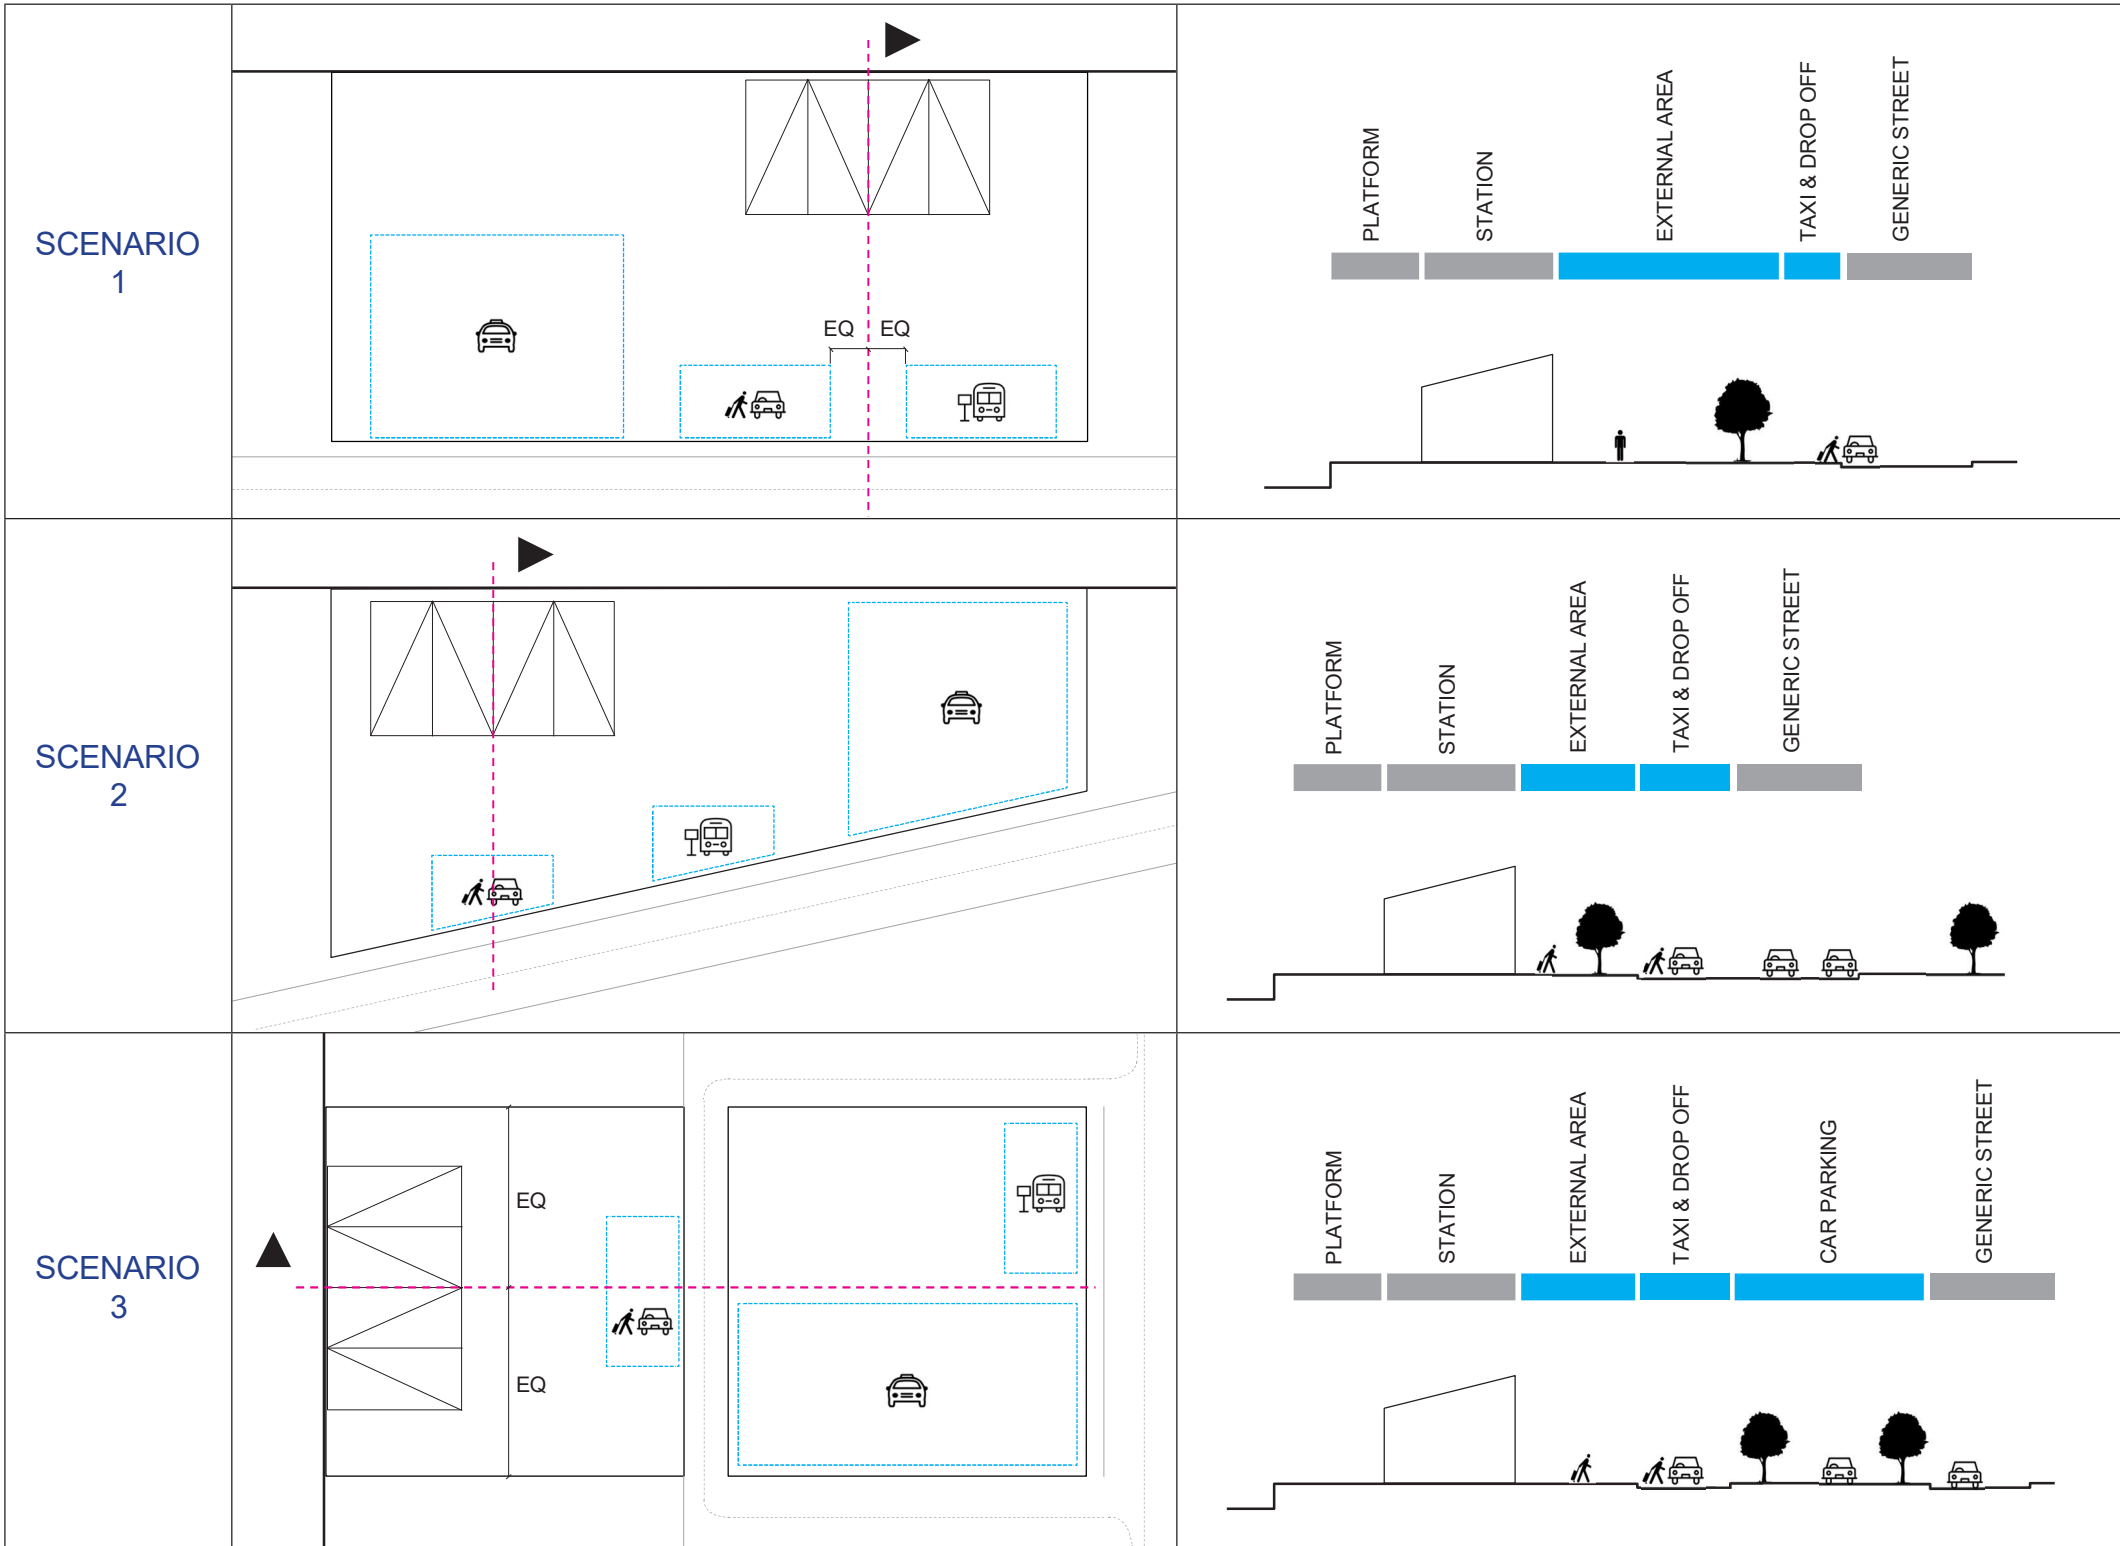 SCENARIO
1
EQ EQ
PLATFORM
STATION
EXTERNAL AREA
TAXI & DROP OFF
GENERIC STREET
SCENARIO
2
PLATFORM
STATION
EXTERNAL AREA
TAXI & DROP OFF
GENERIC STREET
SCENARIO
3
EQ
EQ
PLATFORM
STATION
EXTERNAL AREA
TAXI & DROP OFF
CAR PARKING
GENERIC STREET